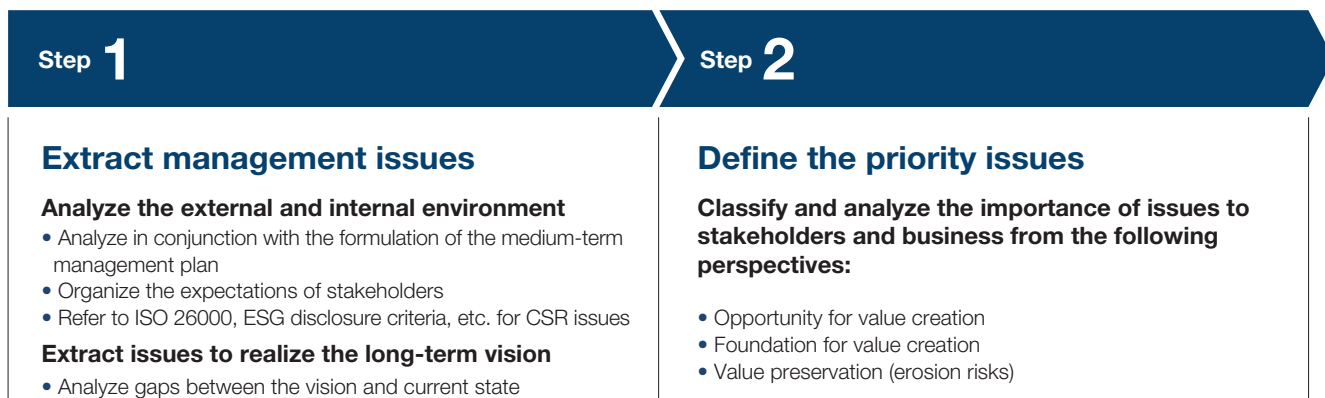 Step 1
Extract management issues
Analyze the external and internal environment
• Analyze in conjunction with the formulation of the medium-term
management plan
• Organize the expectations of stakeholders
• Refer to ISO 26000, ESG disclosure criteria, etc. for CSR issues
Extract issues to realize the long-term vision
• Analyze gaps between the vision and current state
Step 2
Define the priority issues
Classify and analyze the importance of issues to
stakeholders and business from the following
perspectives:
• Opportunity for value creation
• Foundation for value creation
• Value preservation (erosion risks)